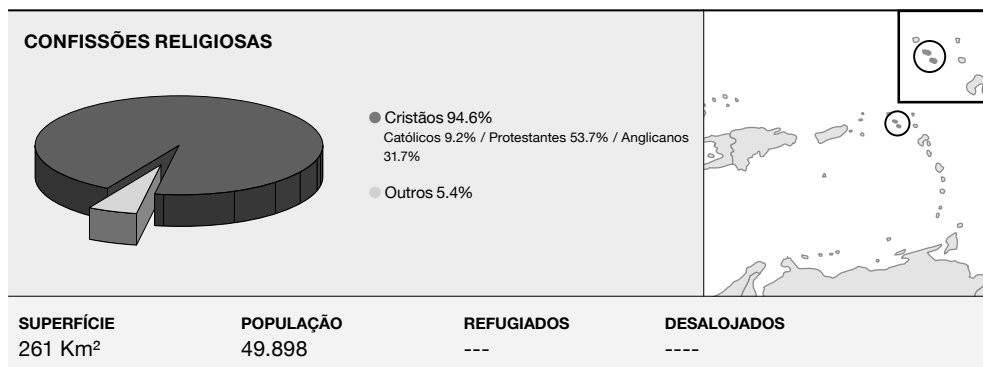 CONFISSÕES RELIGIOSAS
Cristãos 94.6%
Católicos 9.2% / Protestantes 53.7% / Anglicanos
31.7%
Outros 5.4%
SUPERFÍCIE
261 Km²
POPULAÇÃO
49.898
REFUGIADOS
---
DESALOJADOS
----